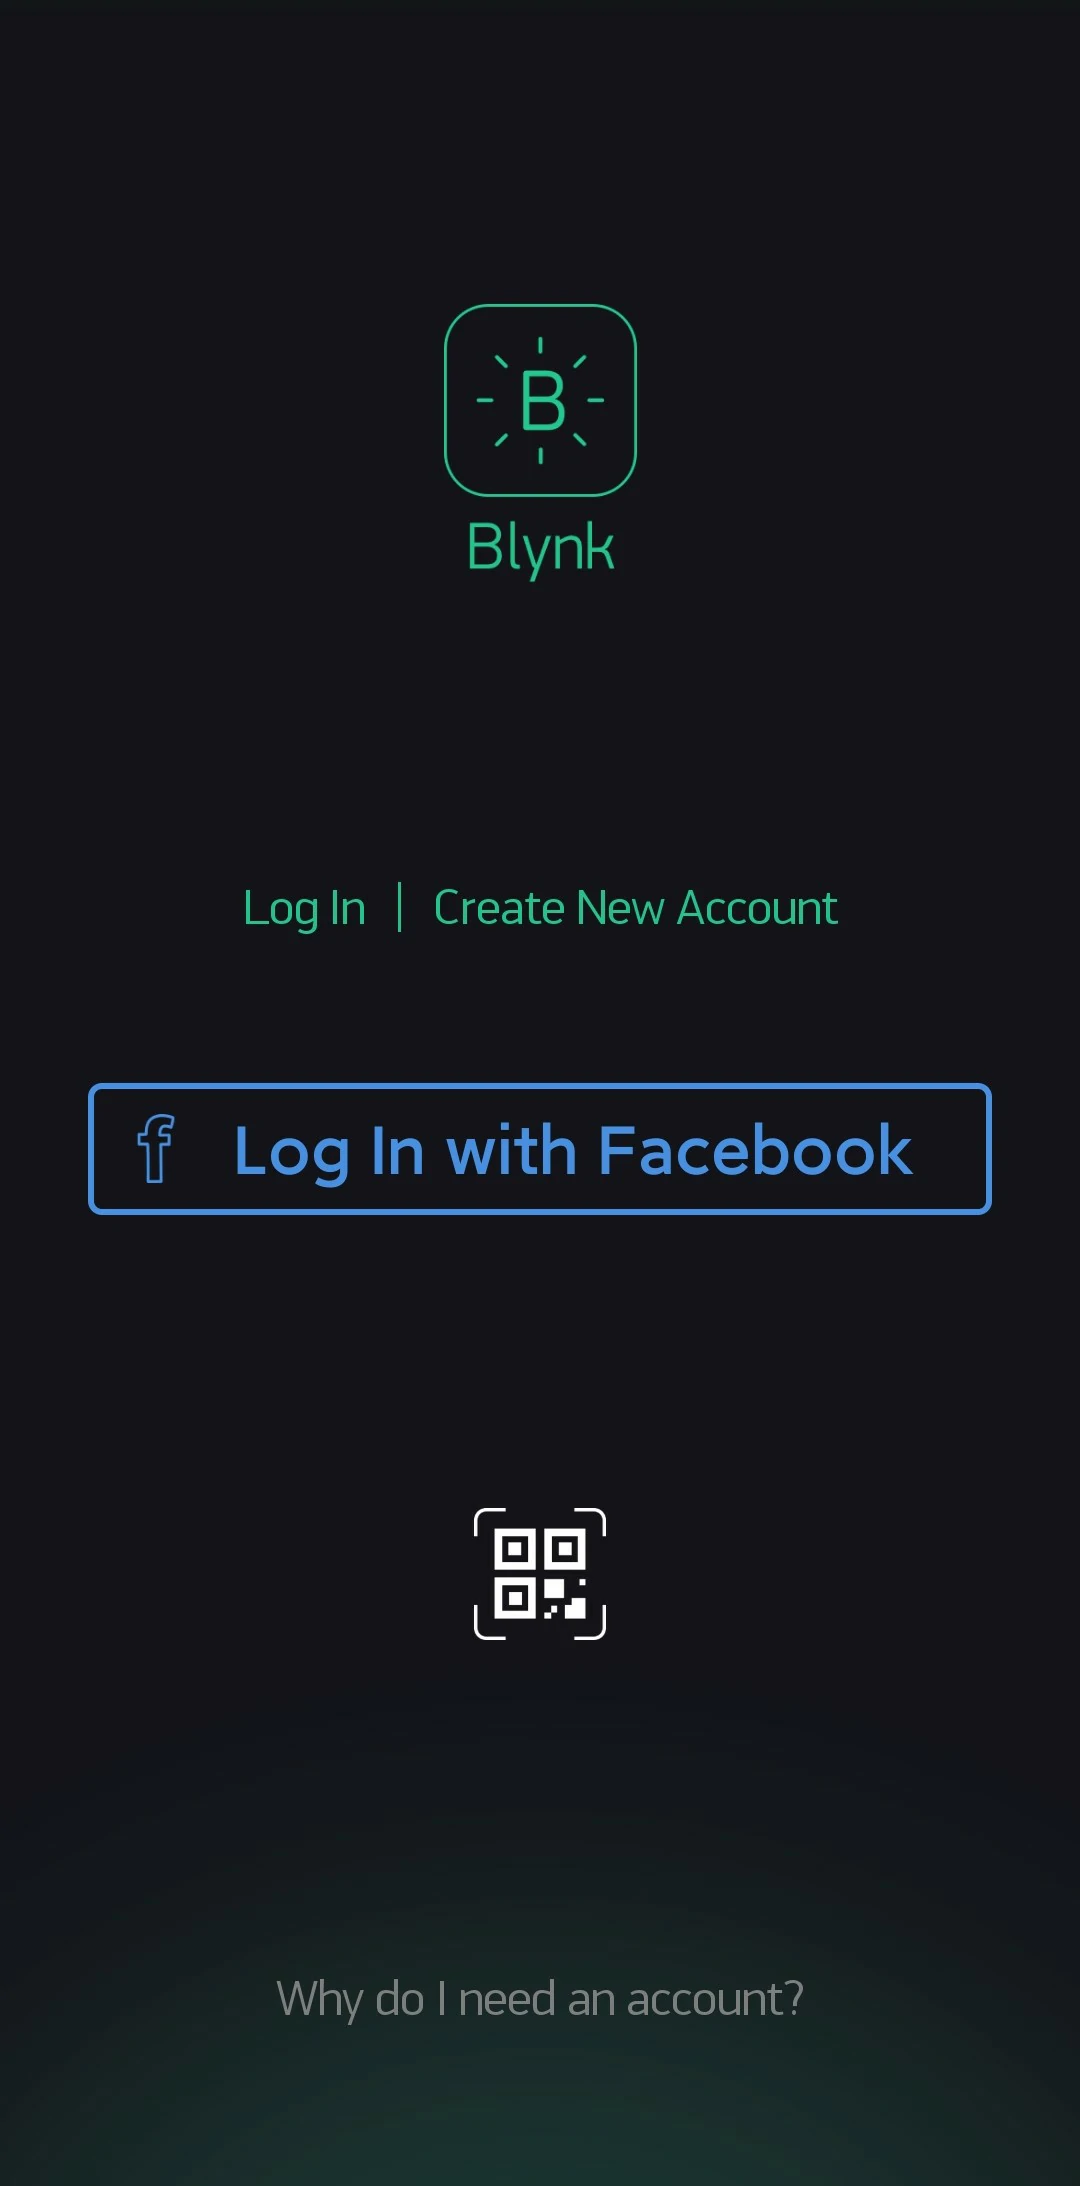 B
Blynk
Log In | Create New Account
f Log In with Facebook
Why do I need an account?